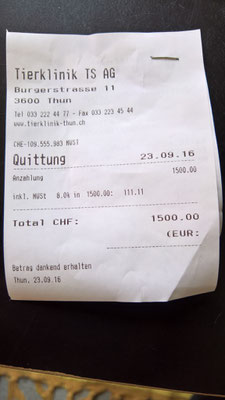 Tierklinik TS AG
Bürgerstrasse 11
3600 Thun
Tel 033 222 44 77 - Fax 033 223 45 44
www.tierklinik-thun.ch
CHE-109.555.983 MWST
Quittung 23.09.16
Anzahlung 1500.00
inkl. MWSt 8.0% in 1500.00: 111.11
Total CHF: 1500.00
(EUR:
Betrag dankend erhalten
Thun, 23.09.16